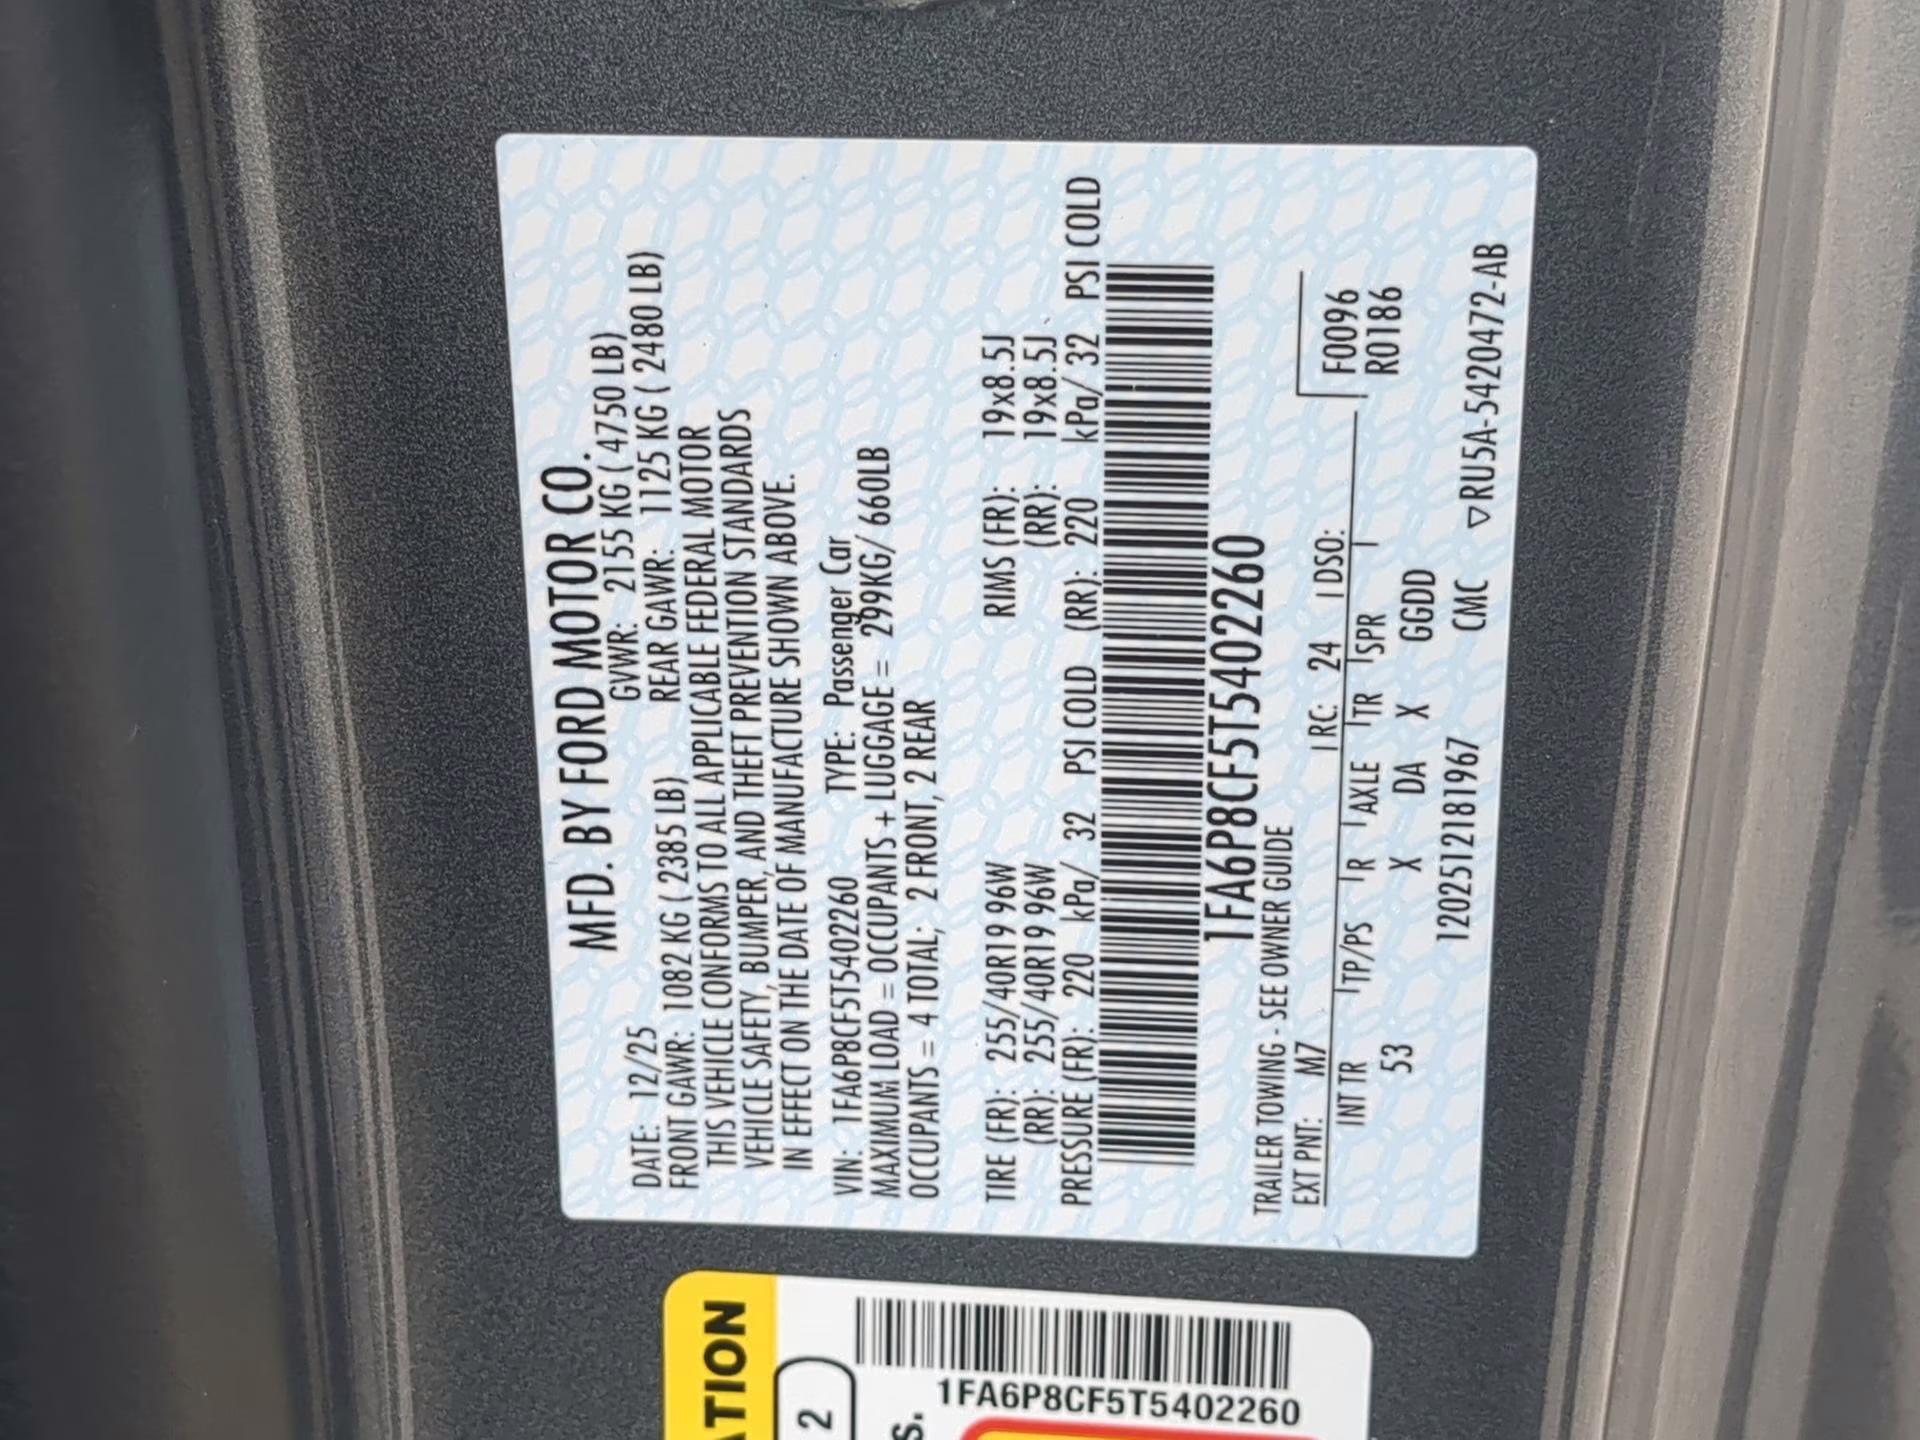 MFD. BY FORD MOTOR CO.
DATE: 12/25 GVWR: 2155 KG ( 4750 LB)
FRONT GAWR: 1082 KG ( 2385 LB) REAR GAWR: 1125 KG ( 2480 LB)
THIS VEHICLE CONFORMS TO ALL APPLICABLE FEDERAL MOTOR
VEHICLE SAFETY, BUMPER, AND THEFT PREVENTION STANDARDS
IN EFFECT ON THE DATE OF MANUFACTURE SHOWN ABOVE.
VIN: 1FA6P8CF5T5402260 TYPE: Passenger Car
MAXIMUM LOAD = OCCUPANTS + LUGGAGE = 299KG/ 660LB
OCCUPANTS = 4 TOTAL; 2 FRONT, 2 REAR
TIRE (FR): 255/40R19 96W RIMS (FR): 19x8.5J
(RR): 255/40R19 96W (RR): 19x8.5J
PRESSURE (FR): 220 kPa/ 32 PSI COLD (RR): 220 kPa/ 32 PSI COLD
1FA6P8CF5T5402260
TRAILER TOWING - SEE OWNER GUIDE
EXT PNT: M7 RC: 24 DSO:
F0096
R0186
INT TR TP/PS R AXLE TR SPR
53 X DA X GGDD
120251218​1967 CMC ▽RU5A-5420472-AB
2
1FA6P8CF5T5402260